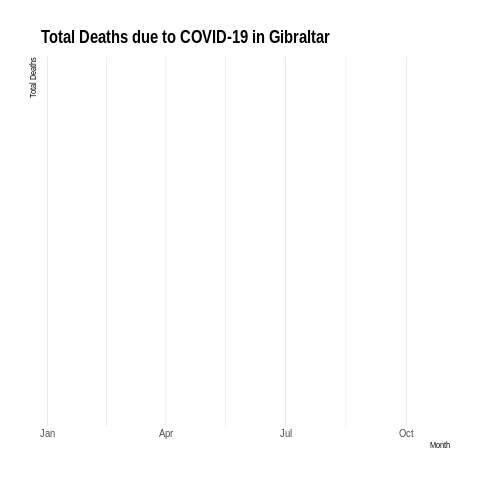 Total Deaths due to COVID-19 in Gibraltar
Total Deaths
Jan Apr Jul Oct
Month